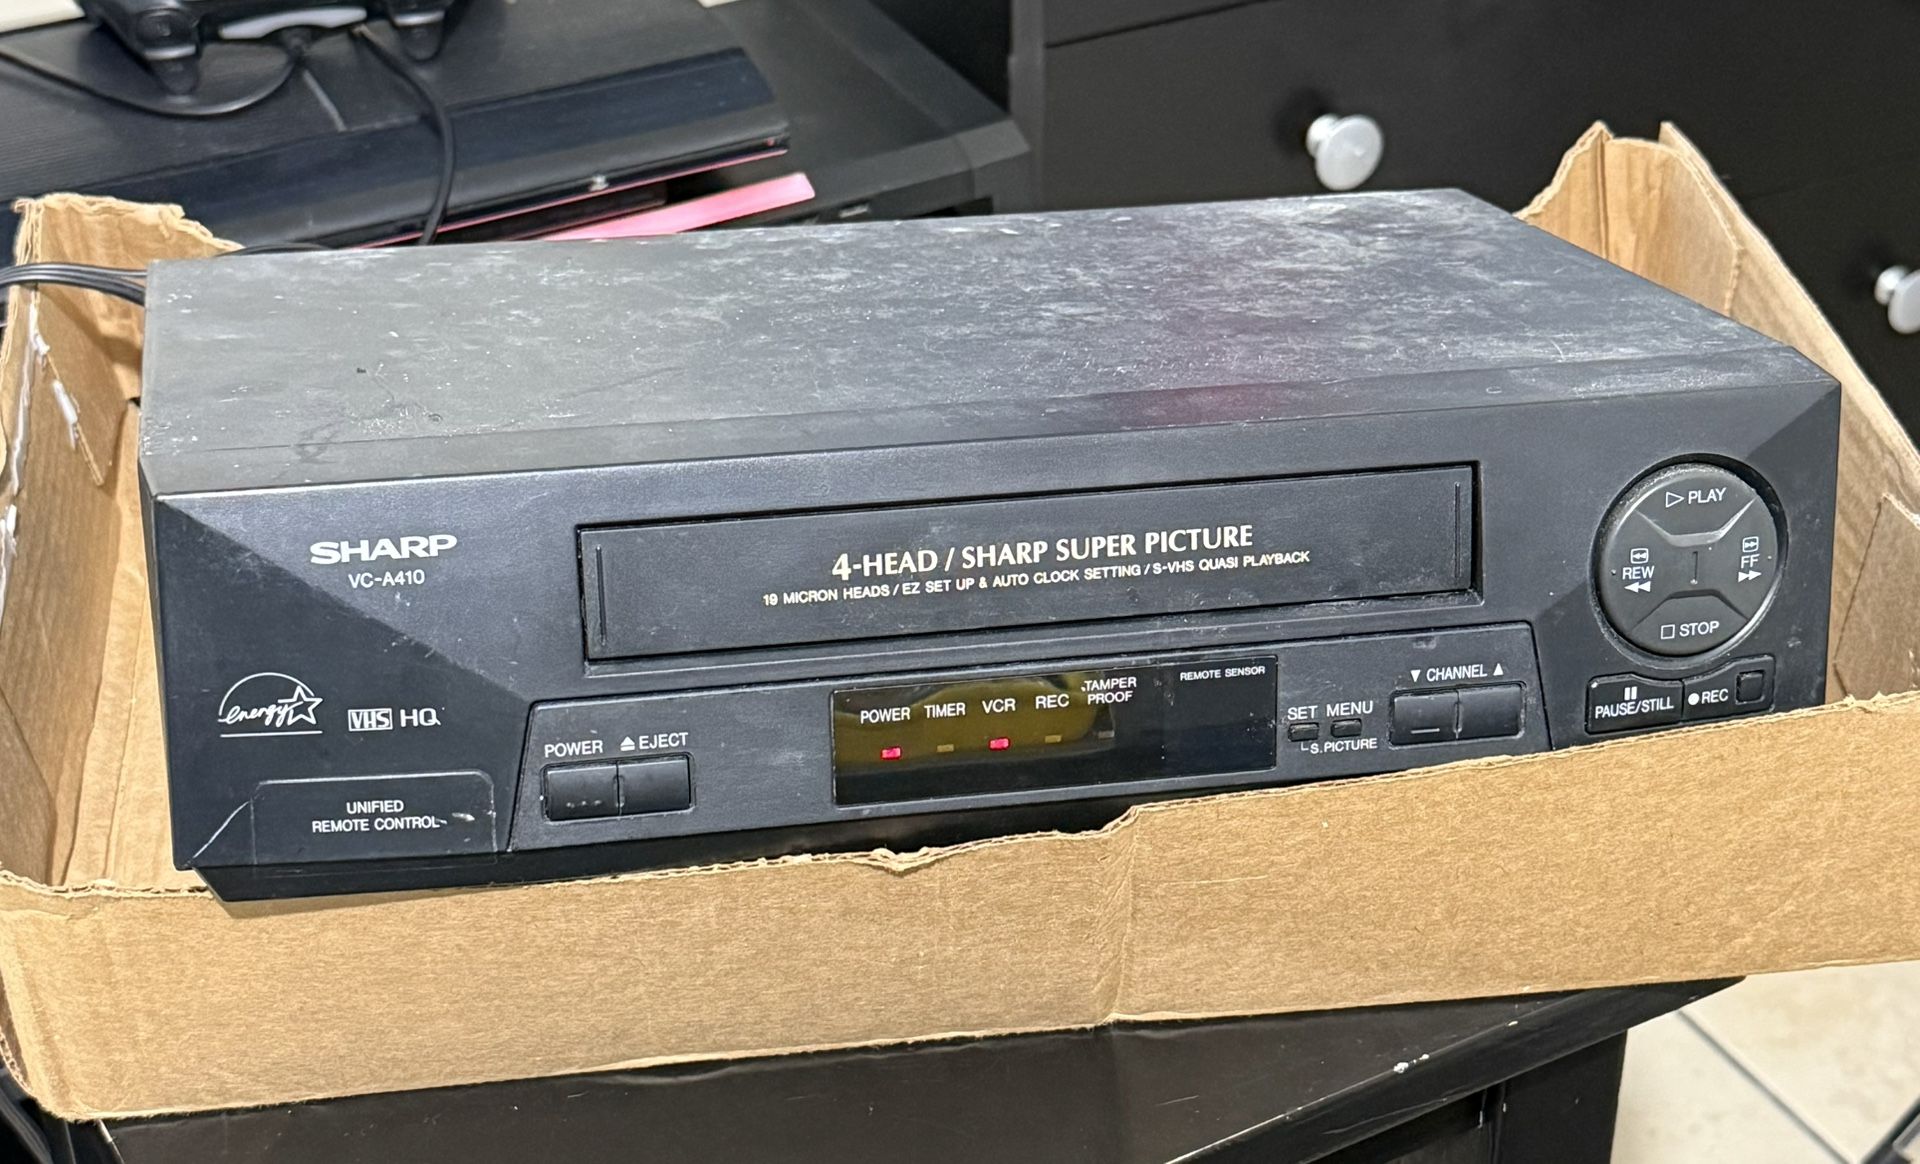 SHARP
VC-A410
4-HEAD / SHARP SUPER PICTURE
19 MICRON HEADS / EZ SET UP & AUTO CLOCK SETTING / S-VHS QUASI PLAYBACK
▷ PLAY
REW
◀◀
FF
▶▶
□ STOP
energy
VHS HQ
POWER ⏏ EJECT
UNIFIED
REMOTE CONTROL
POWER TIMER VCR REC TAMPER
PROOF
REMOTE SENSOR
SET MENU
S.PICTURE
▼ CHANNEL ▲
PAUSE/STILL
● REC